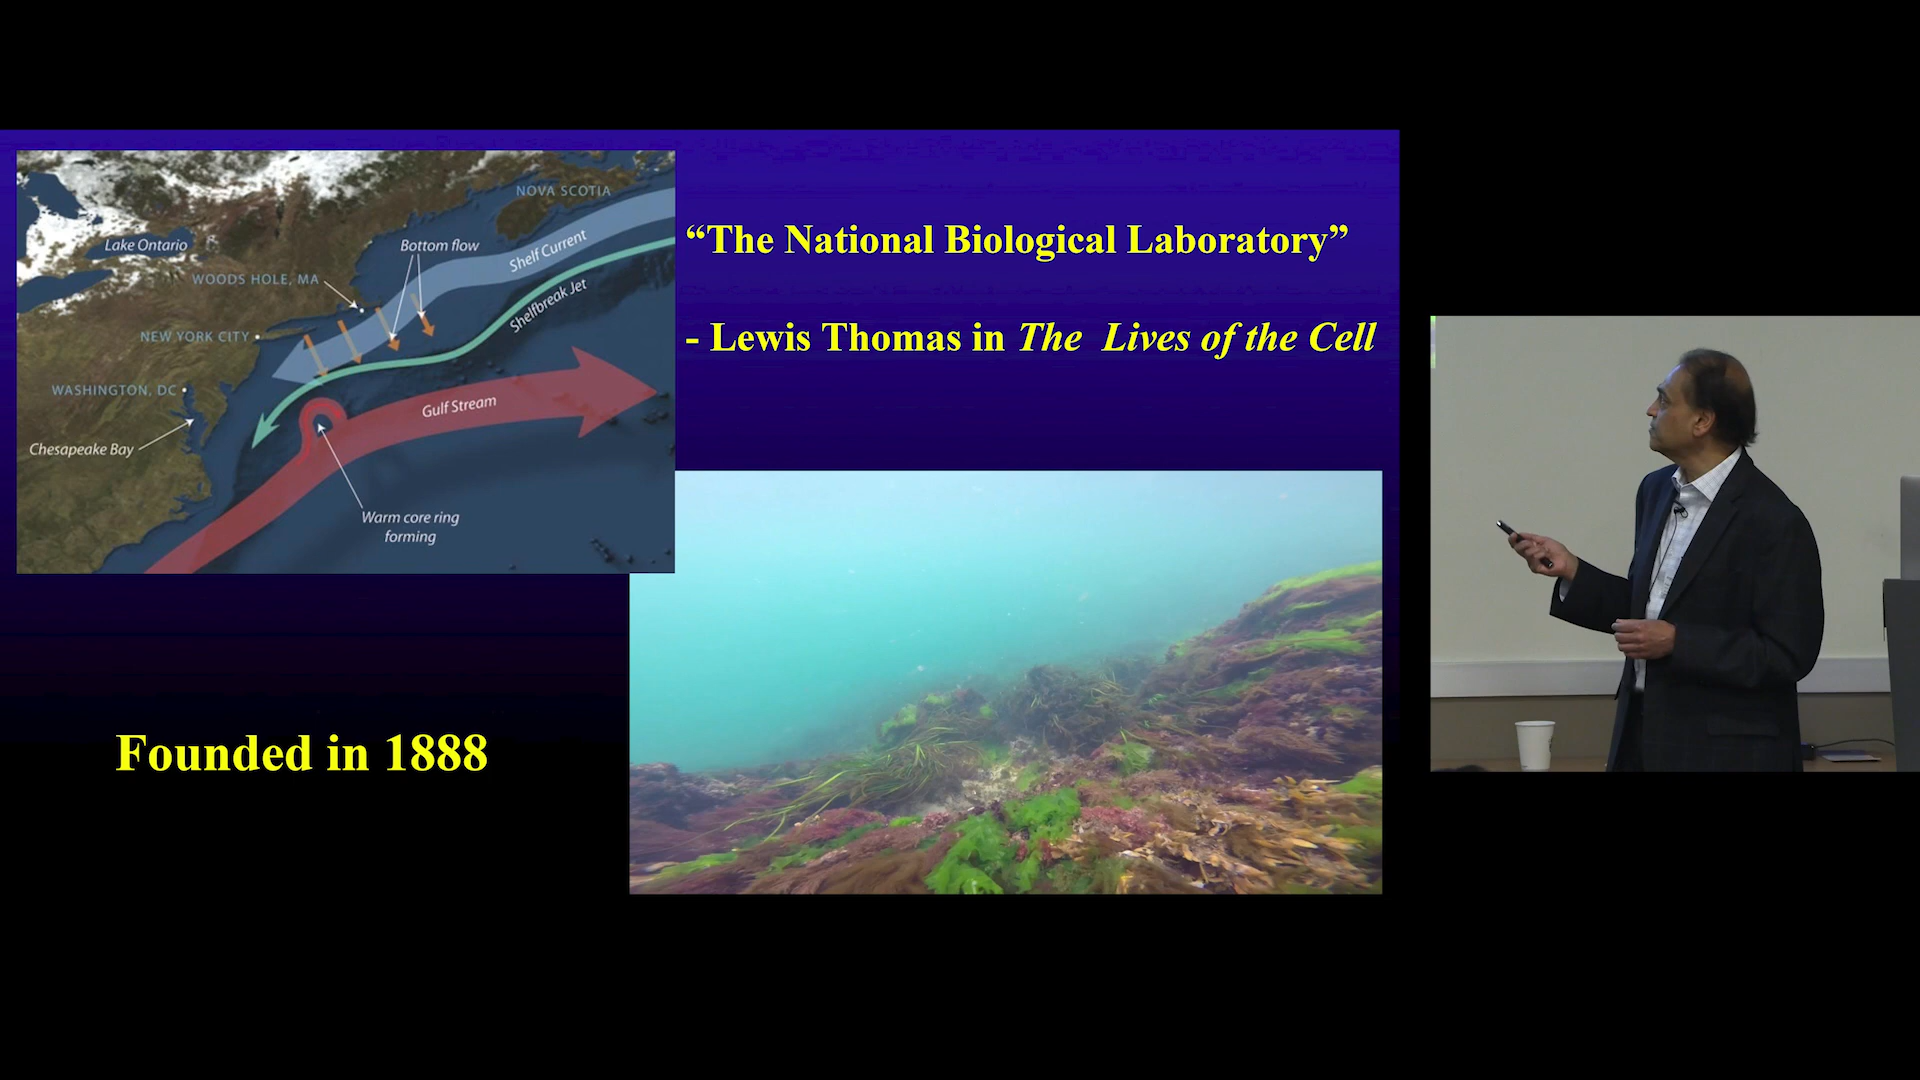 NOVA SCOTIA
Lake Ontario
Bottom flow
Shelf Current
WOODS HOLE, MA
Shelfbreak Jet
NEW YORK CITY
WASHINGTON, DC
Gulf Stream
Chesapeake Bay
Warm core ring
forming
“The National Biological Laboratory”
- Lewis Thomas in The Lives of the Cell
Founded in 1888